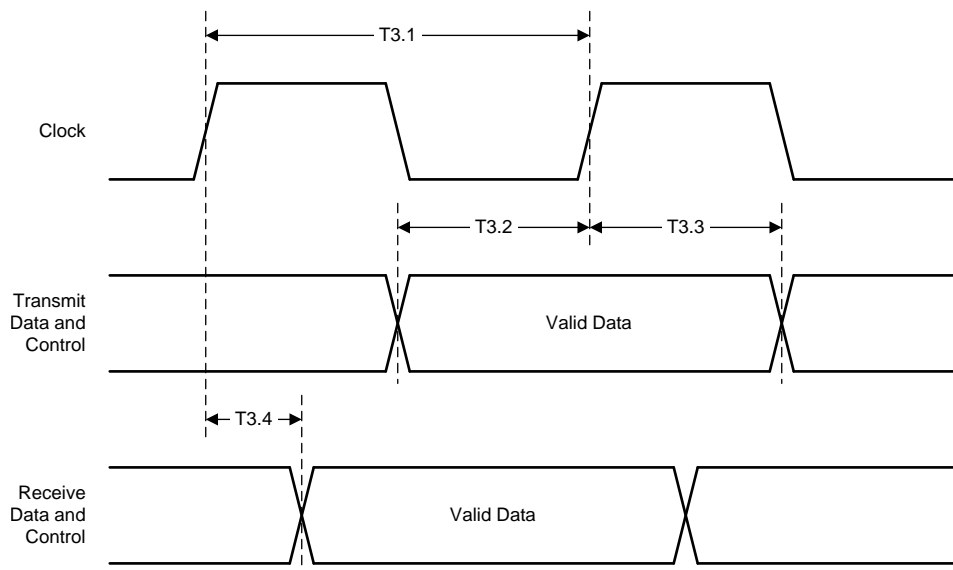 T3.1
Clock
T3.2
T3.3
Transmit
Data and
Control
Valid Data
T3.4
Receive
Data and
Control
Valid Data